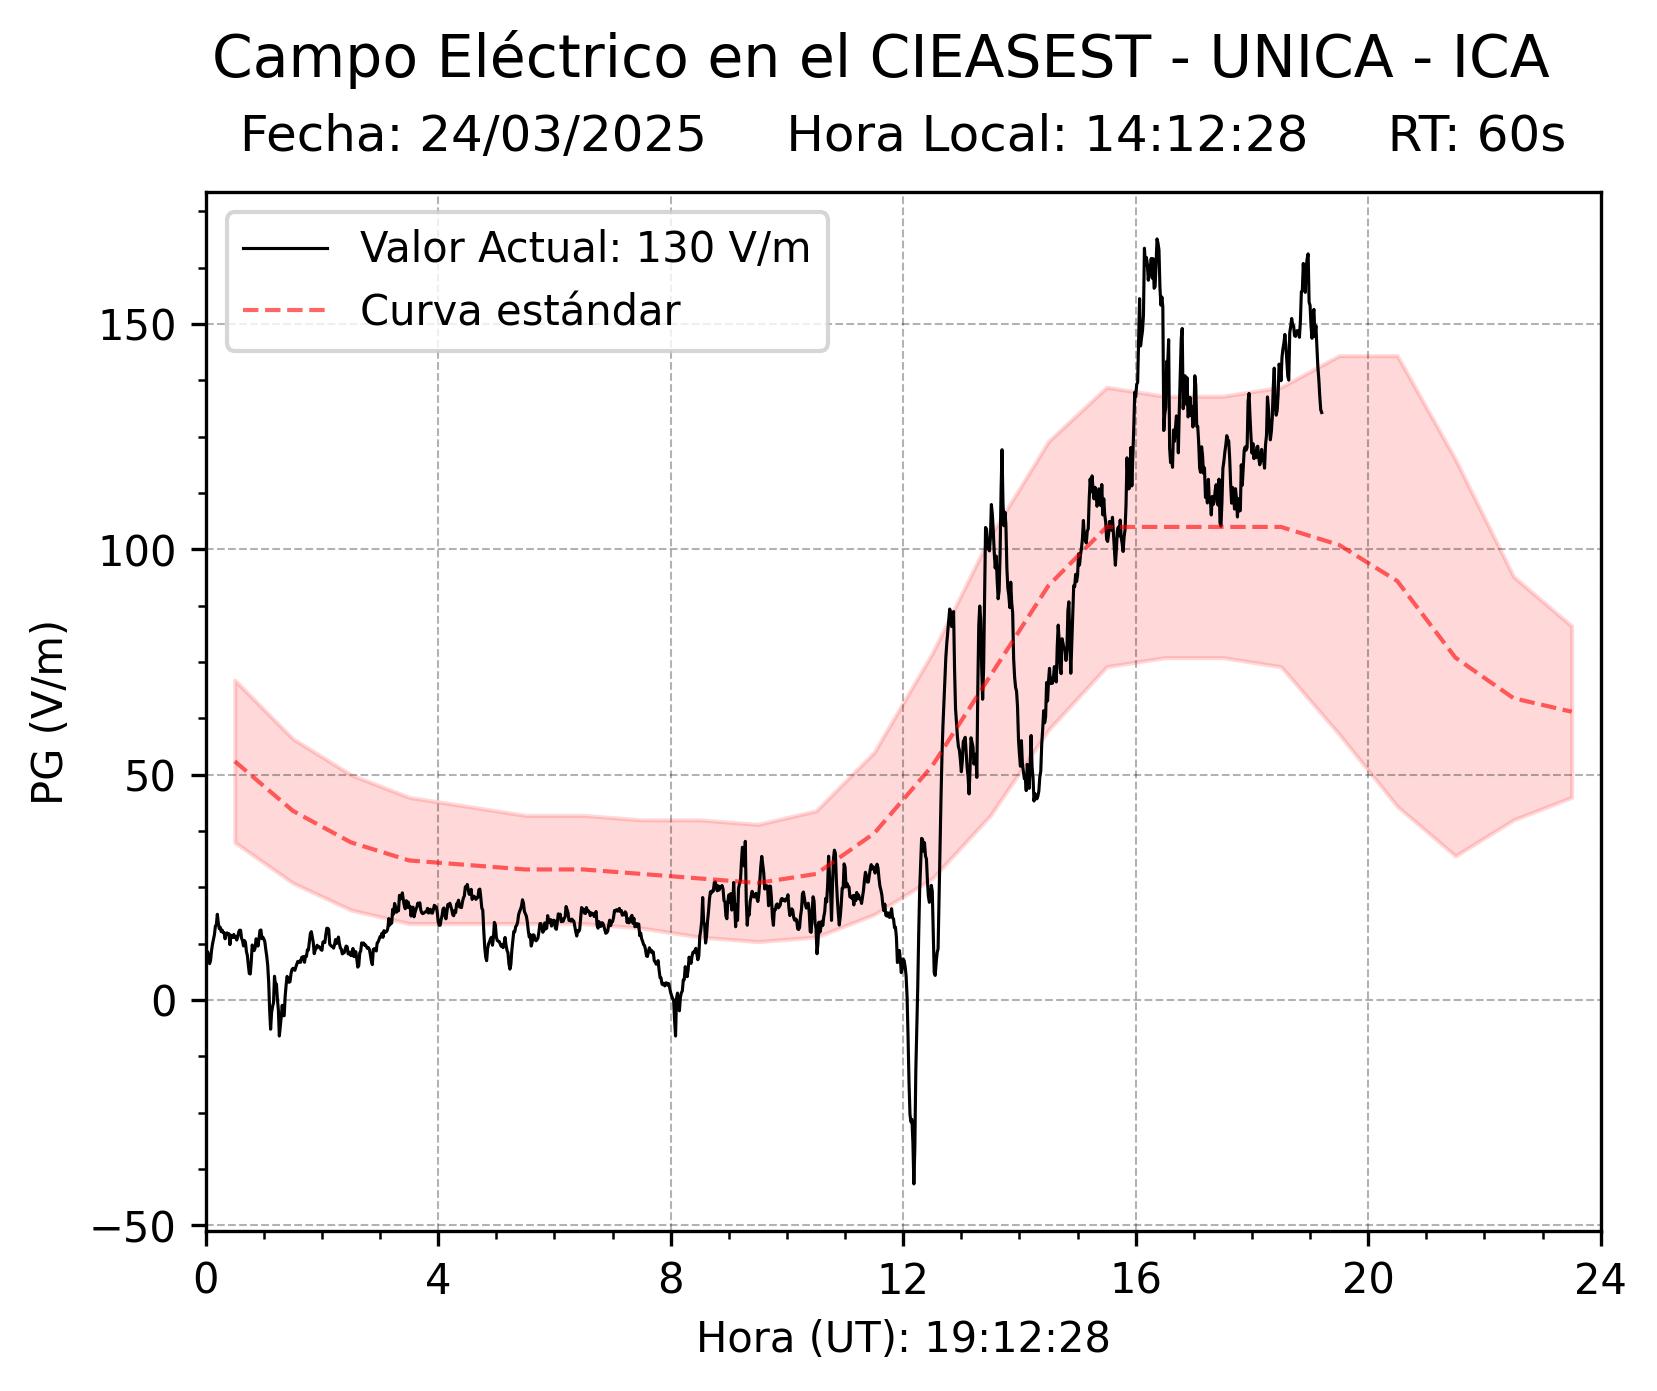 Campo Eléctrico en el CIEASEST - UNICA - ICA
Fecha: 24/03/2025 Hora Local: 14:12:28 RT: 60s
Valor Actual: 130 V/m
Curva estándar
PG (V/m)
150
100
50
0
−50
0 4 8 12 16 20 24
Hora (UT): 19:12:28